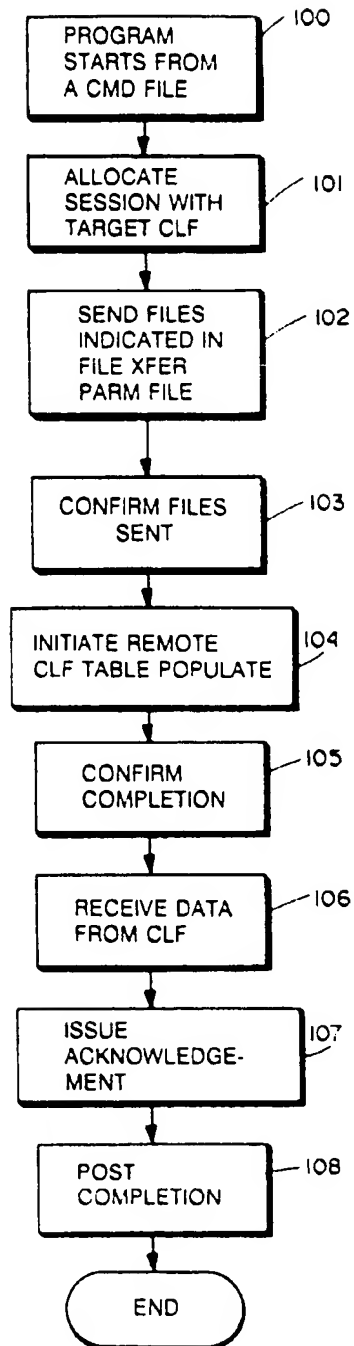 100
PROGRAM
STARTS FROM
A CMD FILE
ALLOCATE
SESSION WITH
TARGET CLF
101
SEND FILES
INDICATED IN
FILE XFER
PARM FILE
102
CONFIRM FILES
SENT
103
INITIATE REMOTE
CLF TABLE POPULATE
104
CONFIRM
COMPLETION
105
RECEIVE DATA
FROM CLF
106
ISSUE
ACKNOWLEDGE-
MENT
107
POST
COMPLETION
108
END